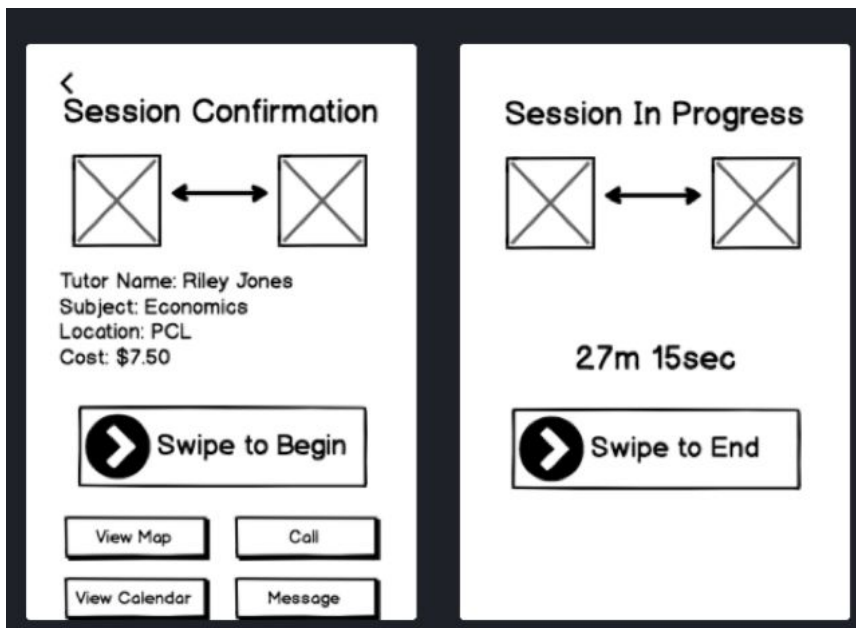 Session Confirmation
Tutor Name: Riley Jones
Subject: Economics
Location: PCL
Cost: $7.50
Swipe to Begin
View Map
Call
View Calendar
Message
Session In Progress
27m 15sec
Swipe to End